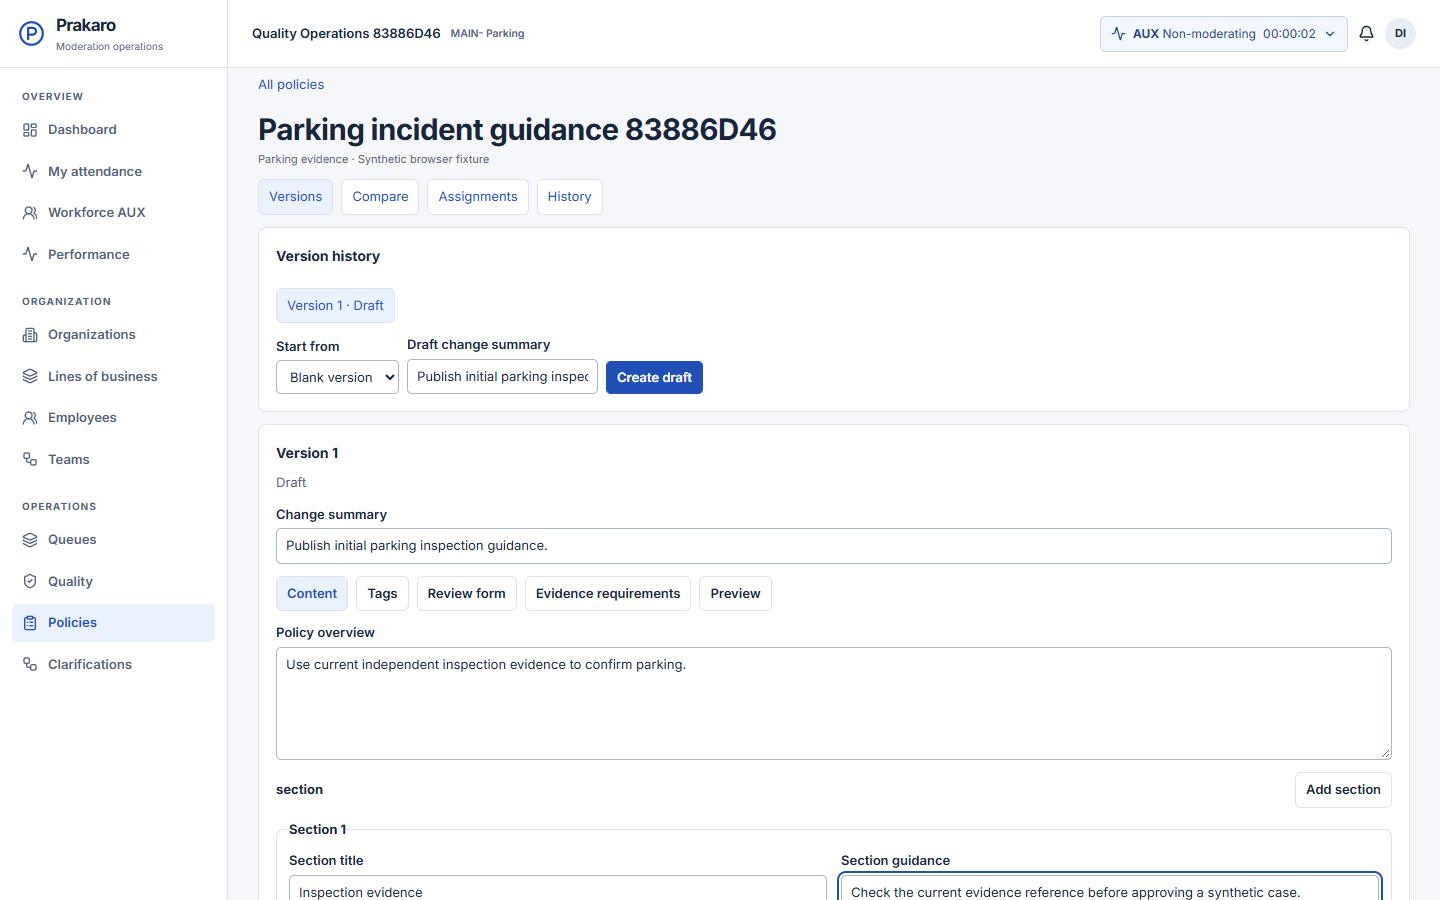 Prakaro
Moderation operations
Quality Operations 83886D46 MAIN- Parking
AUX Non-moderating 00:00:02
DI
OVERVIEW
Dashboard
My attendance
Workforce AUX
Performance
ORGANIZATION
Organizations
Lines of business
Employees
Teams
OPERATIONS
Queues
Quality
Policies
Clarifications
All policies
Parking incident guidance 83886D46
Parking evidence · Synthetic browser fixture
Versions Compare Assignments History
Version history
Version 1 · Draft
Start from Draft change summary
Blank version Publish initial parking inspec Create draft
Version 1
Draft
Change summary
Publish initial parking inspection guidance.
Content Tags Review form Evidence requirements Preview
Policy overview
Use current independent inspection evidence to confirm parking.
section Add section
Section 1
Section title Section guidance
Inspection evidence Check the current evidence reference before approving a synthetic case.